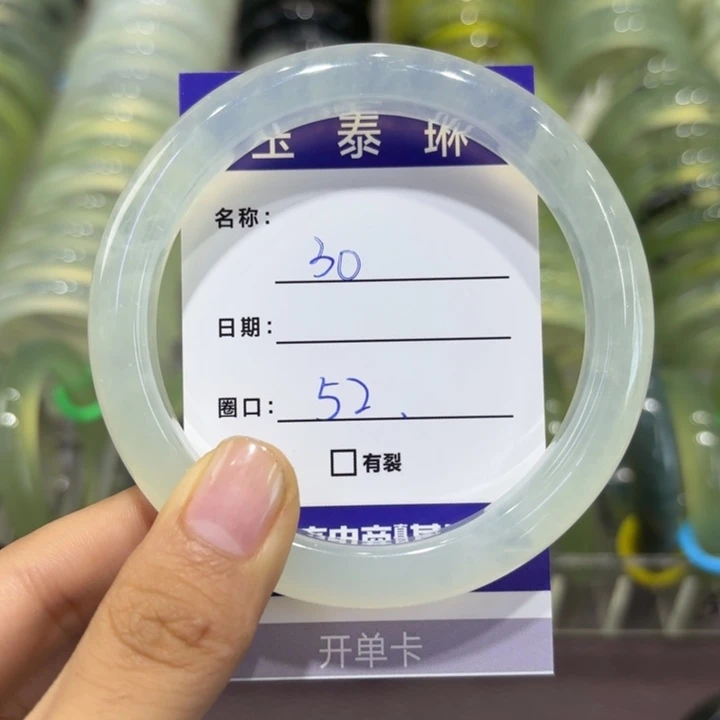 玉 泰 琳
名称: 30
日期:
圈口: 52.
□有裂
开单卡